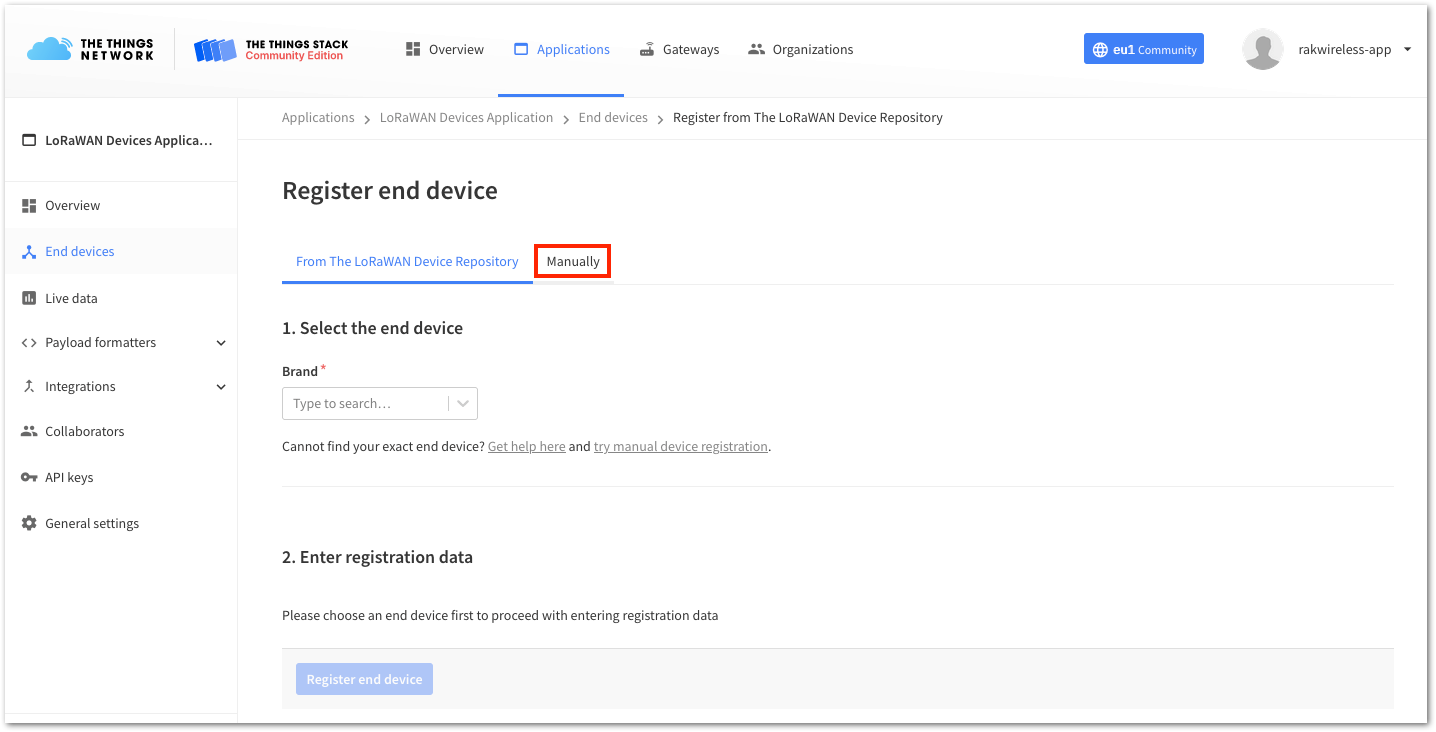 THE THINGS
NETWORK
THE THINGS STACK
Community Edition
Overview
Applications
Gateways
Organizations
eu1 Community
rakwireless-app
LoRaWAN Devices Applica...
Overview
End devices
Live data
Payload formatters
Integrations
Collaborators
API keys
General settings
Applications > LoRaWAN Devices Application > End devices > Register from The LoRaWAN Device Repository
Register end device
From The LoRaWAN Device Repository
Manually
1. Select the end device
Brand *
Type to search...
Cannot find your exact end device? Get help here and try manual device registration.
2. Enter registration data
Please choose an end device first to proceed with entering registration data
Register end device